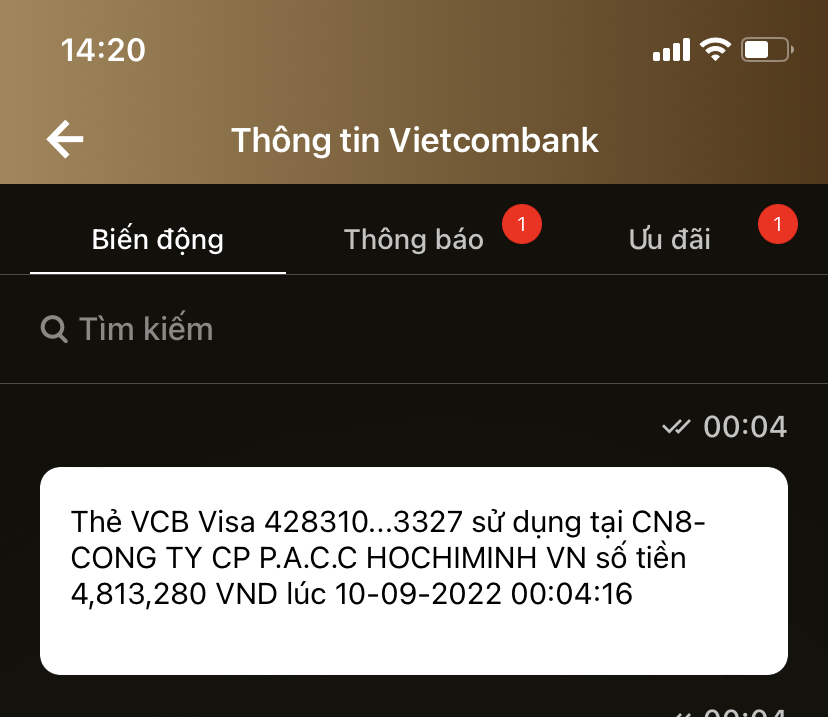 14:20
Thông tin Vietcombank
Biến động
Thông báo
1
Ưu đãi
1
Tìm kiếm
00:04
Thẻ VCB Visa 428310...3327 sử dụng tại CN8-
CONG TY CP P.A.C.C HOCHIMINH VN số tiền
4,813,280 VND lúc 10-09-2022 00:04:16
00:04